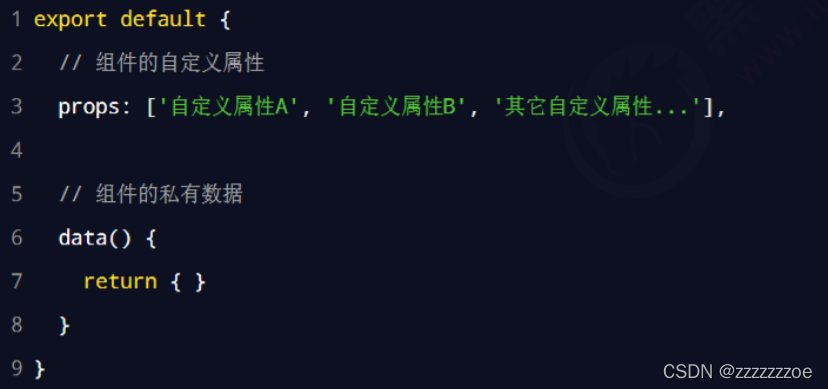 1 export default {
2 // 组件的自定义属性
3 props: ['自定义属性A', '自定义属性B', '其它自定义属性...'],
4
5 // 组件的私有数据
6 data() {
7 return { }
8 }
9 }
CSDN @zzzzzzzoe